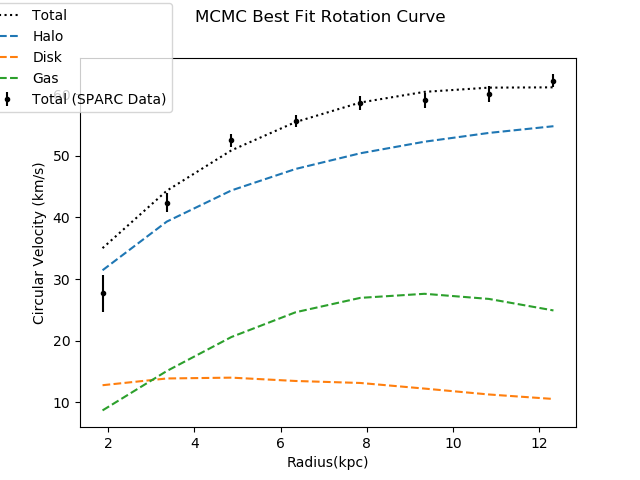 MCMC Best Fit Rotation Curve
Total
Halo
Disk
Gas
Total (SPARC Data)
60
50
40
30
20
10
Circular Velocity (km/s)
2 4 6 8 10 12
Radius(kpc)